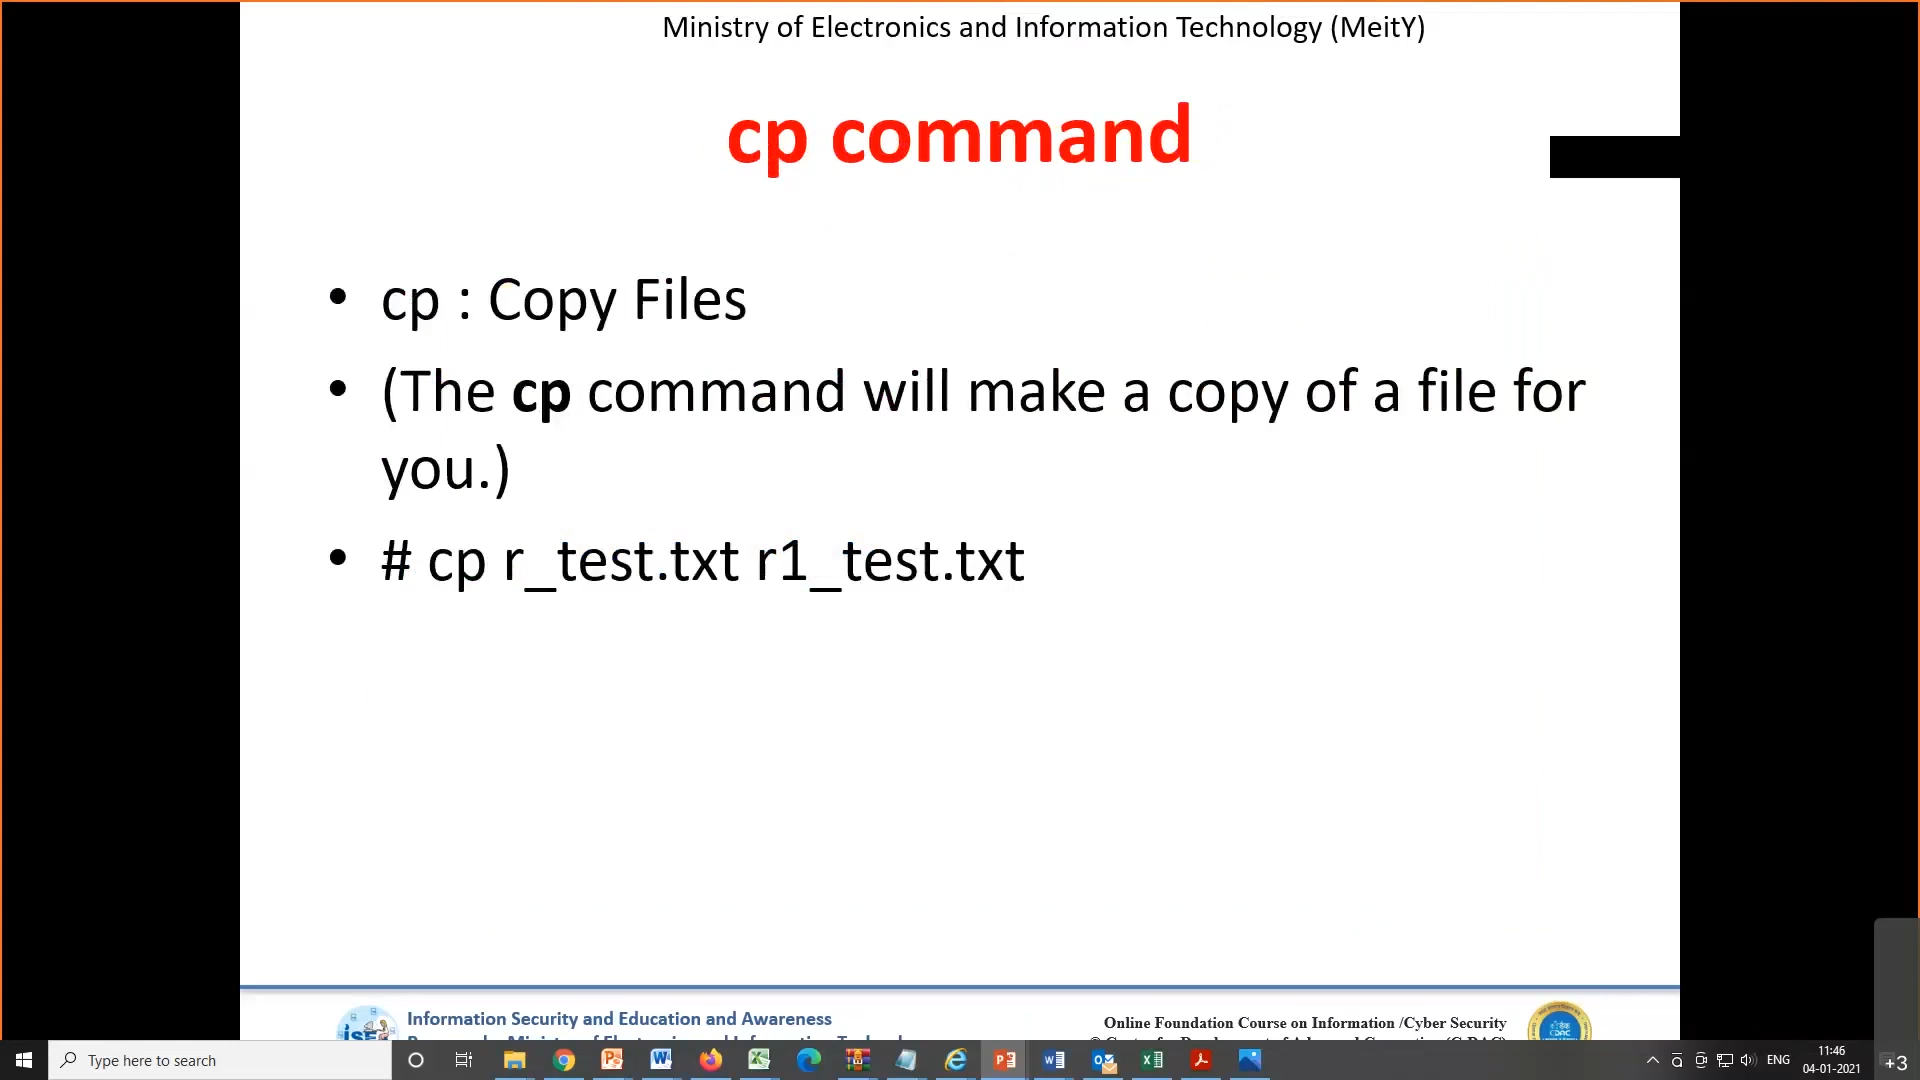 Ministry of Electronics and Information Technology (MeitY)
cp command
• cp : Copy Files
• (The cp command will make a copy of a file for
you.)
• # cp r_test.txt r1_test.txt
Information Security and Education and Awareness
Online Foundation Course on Information /Cyber Security
Type here to search
ENG
11:46
04-01-2021
+3